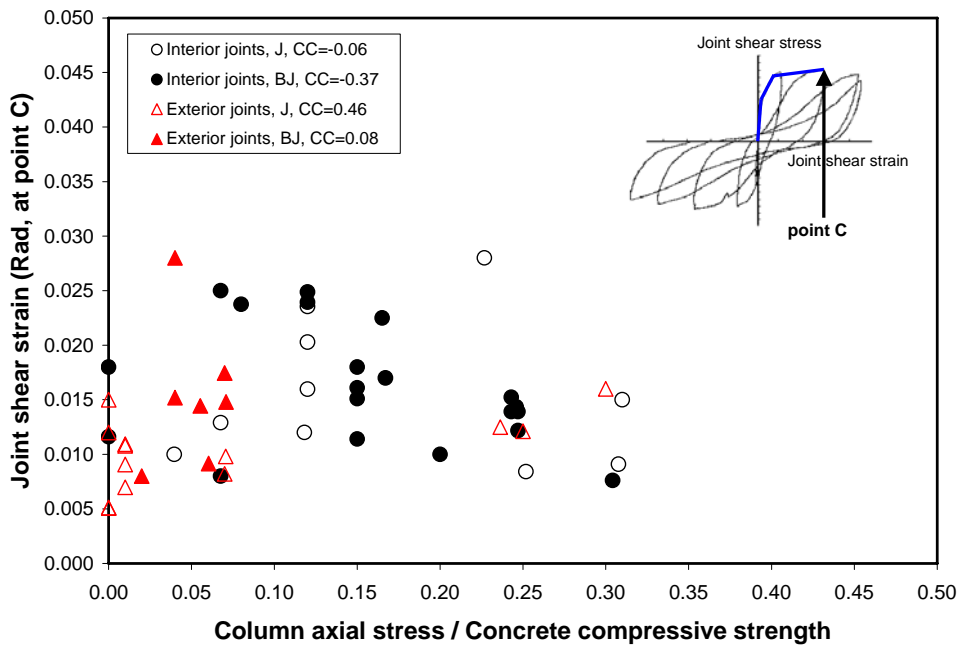 0.050
0.045
0.040
0.035
0.030
0.025
0.020
0.015
0.010
0.005
0.000
Joint shear strain (Rad, at point C)
Interior joints, J, CC=-0.06
Interior joints, BJ, CC=-0.37
Exterior joints, J, CC=0.46
Exterior joints, BJ, CC=0.08
Joint shear stress
Joint shear strain
point C
0.00 0.05 0.10 0.15 0.20 0.25 0.30 0.35 0.40 0.45 0.50
Column axial stress / Concrete compressive strength